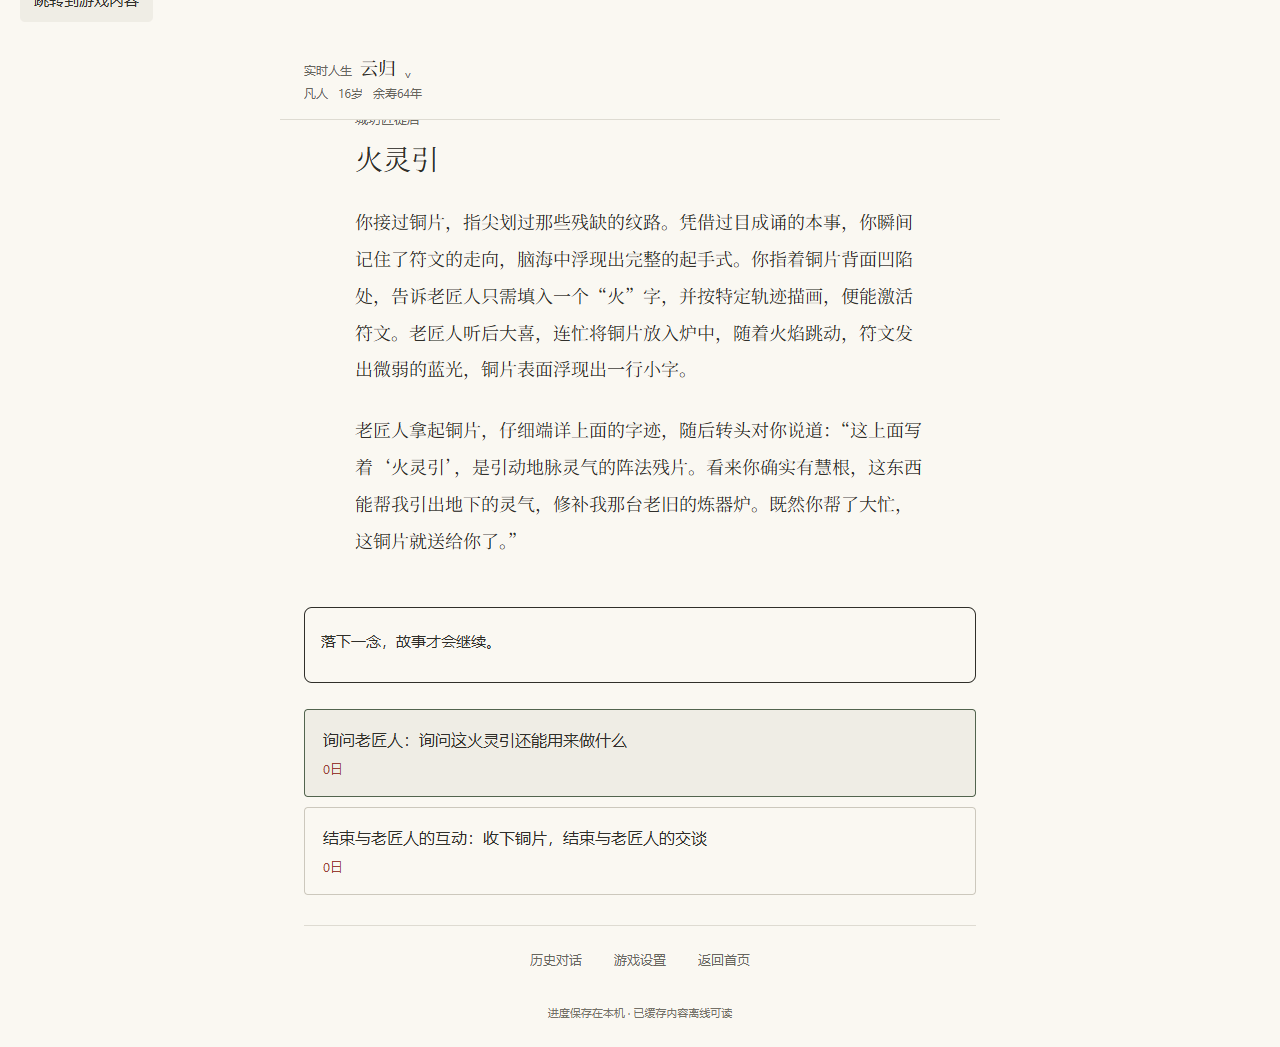 跳转到游戏内容
实时人生 云归 v
凡人 16岁 余寿64年
城坊匠徒后
火灵引
你接过铜片，指尖划过那些残缺的纹路。凭借过目成诵的本事，你瞬间
记住了符文的走向，脑海中浮现出完整的起手式。你指着铜片背面凹陷
处，告诉老匠人只需填入一个“火”字，并按特定轨迹描画，便能激活
符文。老匠人听后大喜，连忙将铜片放入炉中，随着火焰跳动，符文发
出微弱的蓝光，铜片表面浮现出一行小字。
老匠人拿起铜片，仔细端详上面的字迹，随后转头对你说道：“这上面写
着‘火灵引’，是引动地脉灵气的阵法残片。看来你确实有慧根，这东西
能帮我引出地下的灵气，修补我那台老旧的炼器炉。既然你帮了大忙，
这铜片就送给你了。”
落下一念，故事才会继续。
询问老匠人：询问这火灵引还能用来做什么
0日
结束与老匠人的互动：收下铜片，结束与老匠人的交谈
0日
历史对话 游戏设置 返回首页
进度保存在本机 · 已缓存内容离线可读